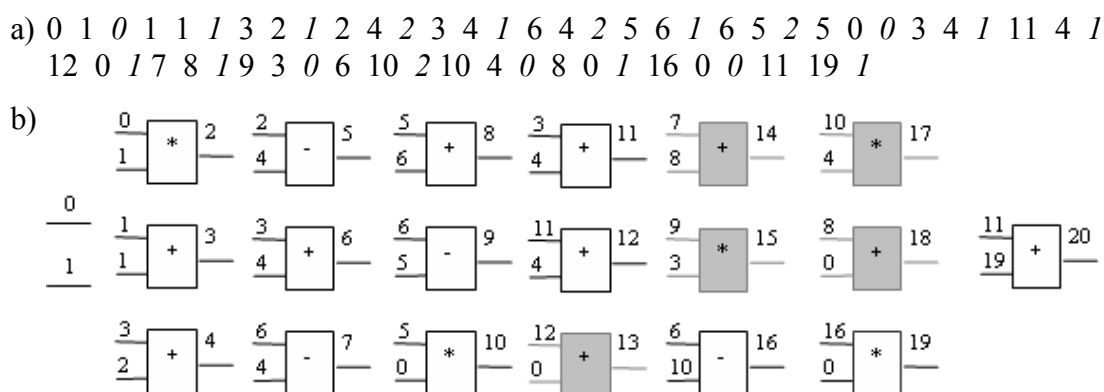 a) 0 1 0 1 1 1 3 2 1 2 4 2 3 4 1 6 4 2 5 6 1 6 5 2 5 0 0 3 4 1 11 4 1
12 0 1 7 8 1 9 3 0 6 10 2 10 4 0 8 0 1 16 0 0 11 19 1
b)
0 1 * 2
2 4 - 5
5 6 + 8
3 4 + 11
7 8 + 14
10 4 * 17
0
1
1 1 + 3
3 4 + 6
6 5 - 9
11 4 + 12
9 3 * 15
8 0 + 18
11 19 + 20
3 2 + 4
6 4 - 7
5 0 * 10
12 0 + 13
6 10 - 16
16 0 * 19